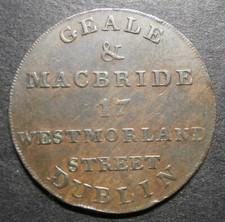 GEALE
&
MACBRIDE
17
WESTMORLAND
STREET
DUBLIN